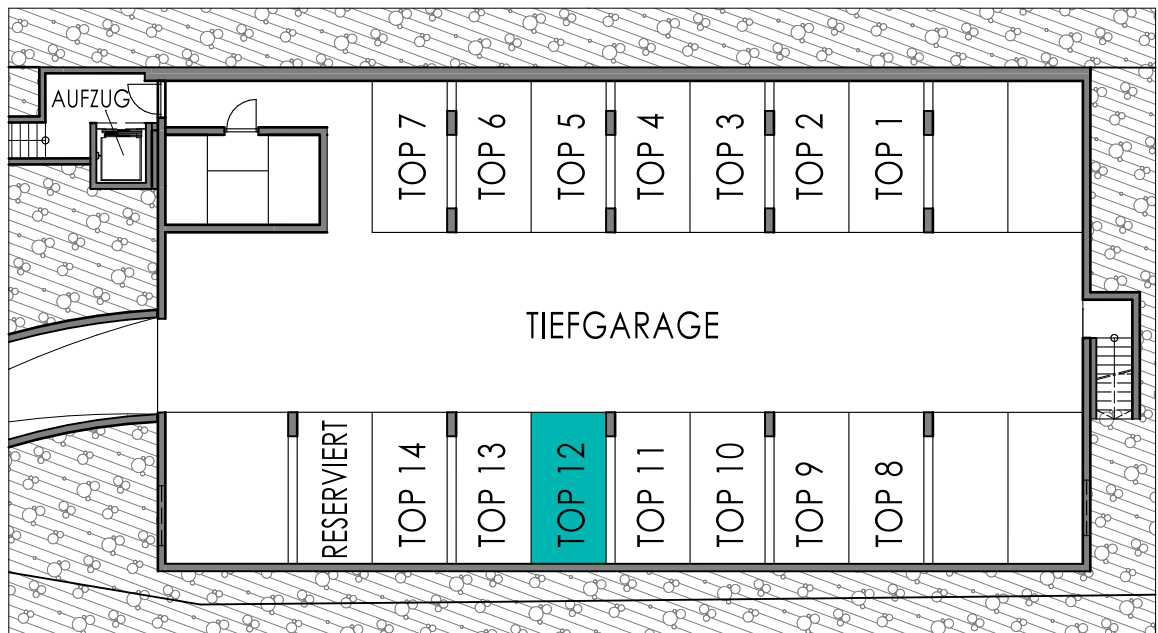 AUFZUG
TOP 7
TOP 6
TOP 5
TOP 4
TOP 3
TOP 2
TOP 1
TIEFGARAGE
RESERVIERT
TOP 14
TOP 13
TOP 12
TOP 11
TOP 10
TOP 9
TOP 8